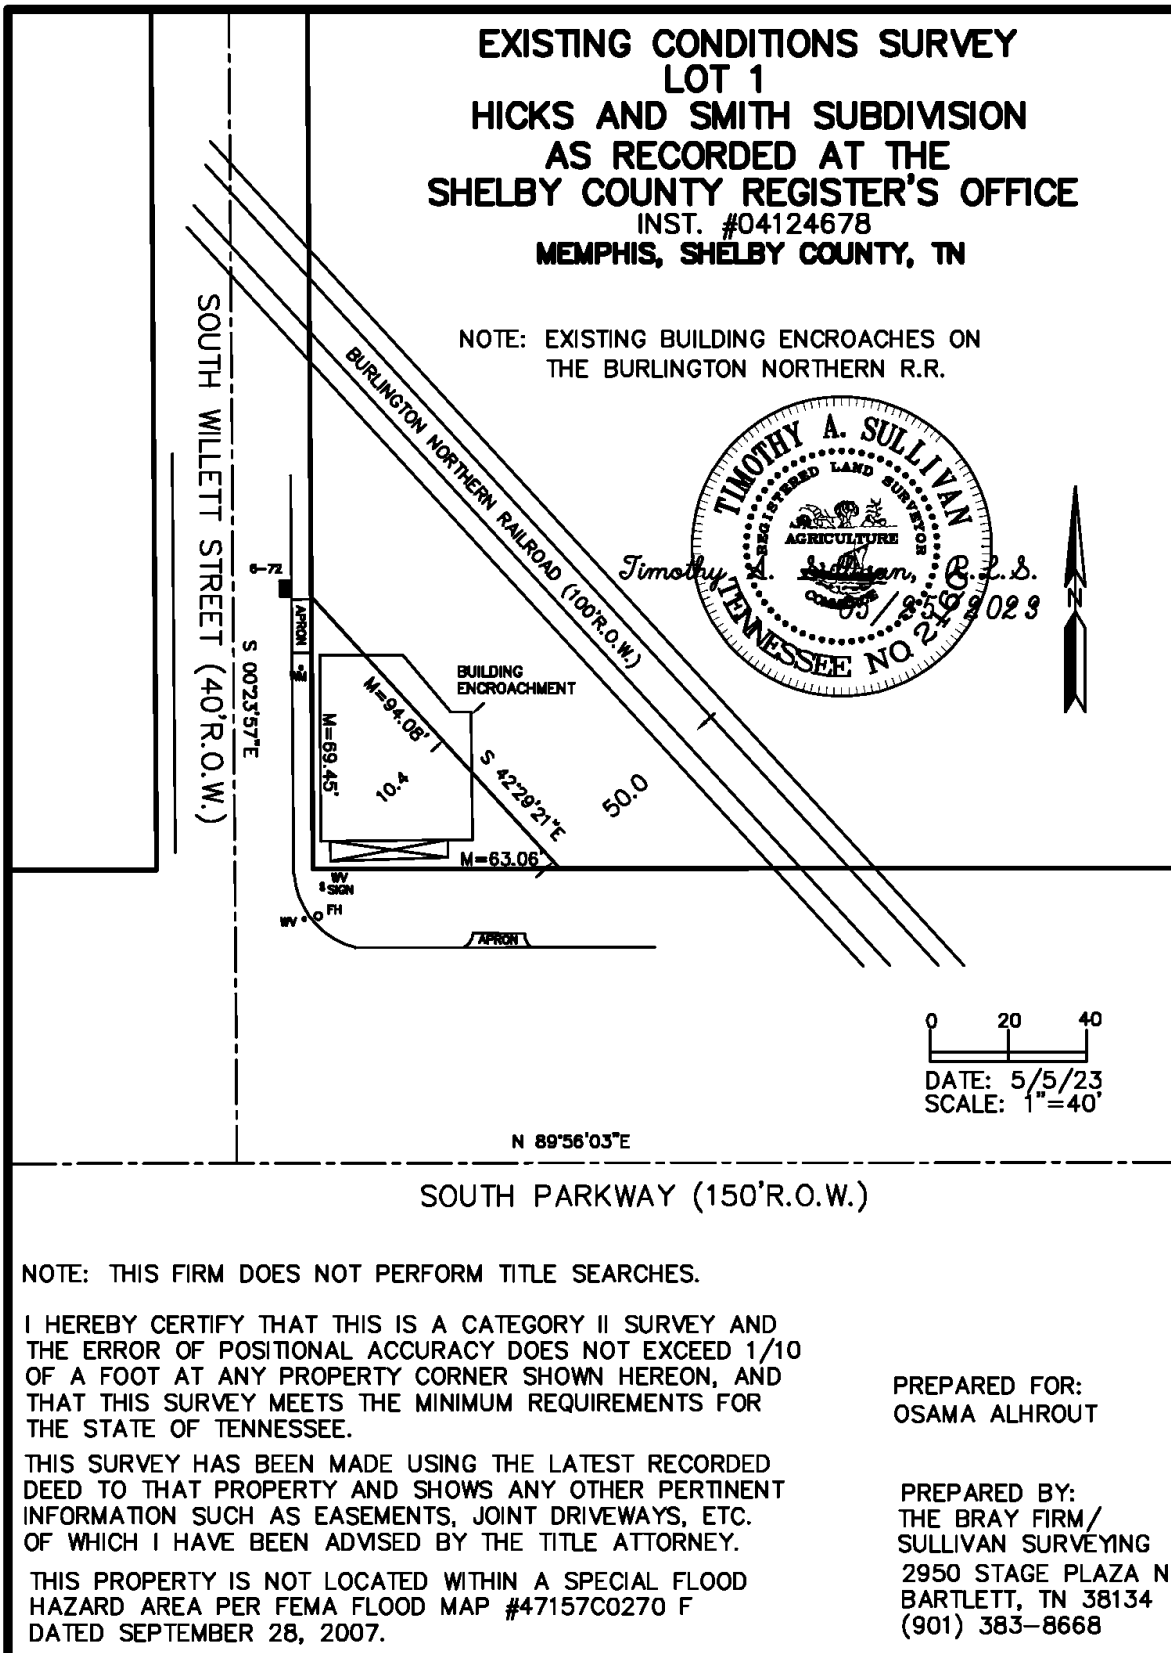 EXISTING CONDITIONS SURVEY
LOT 1
HICKS AND SMITH SUBDIVISION
AS RECORDED AT THE
SHELBY COUNTY REGISTER'S OFFICE
INST. #04124678
MEMPHIS, SHELBY COUNTY, TN
NOTE: EXISTING BUILDING ENCROACHES ON
THE BURLINGTON NORTHERN R.R.
TIMOTHY A. SULLIVAN
REGISTERED LAND SURVEYOR
AGRICULTURE
COMMERCE
TENNESSEE NO. 2160
Timothy A. Sullivan, R.L.S.
05/25/2023
N
SOUTH WILLETT STREET (40'R.O.W.)
S 00°23'57"E
BURLINGTON NORTHERN RAILROAD (100'R.O.W.)
6-72
APRON
WM
BUILDING
ENCROACHMENT
M=94.08'
M=69.45'
10.4
S 42°29'21"E
50.0
M=63.06'
WV
SIGN
FH
WV
APRON
0 20 40
DATE: 5/5/23
SCALE: 1"=40'
N 89°56'03"E
SOUTH PARKWAY (150'R.O.W.)
NOTE: THIS FIRM DOES NOT PERFORM TITLE SEARCHES.
I HEREBY CERTIFY THAT THIS IS A CATEGORY II SURVEY AND
THE ERROR OF POSITIONAL ACCURACY DOES NOT EXCEED 1/10
OF A FOOT AT ANY PROPERTY CORNER SHOWN HEREON, AND
THAT THIS SURVEY MEETS THE MINIMUM REQUIREMENTS FOR
THE STATE OF TENNESSEE.
THIS SURVEY HAS BEEN MADE USING THE LATEST RECORDED
DEED TO THAT PROPERTY AND SHOWS ANY OTHER PERTINENT
INFORMATION SUCH AS EASEMENTS, JOINT DRIVEWAYS, ETC.
OF WHICH I HAVE BEEN ADVISED BY THE TITLE ATTORNEY.
THIS PROPERTY IS NOT LOCATED WITHIN A SPECIAL FLOOD
HAZARD AREA PER FEMA FLOOD MAP #47157C0270 F
DATED SEPTEMBER 28, 2007.
PREPARED FOR:
OSAMA ALHROUT
PREPARED BY:
THE BRAY FIRM/
SULLIVAN SURVEYING
2950 STAGE PLAZA N
BARTLETT, TN 38134
(901) 383-8668